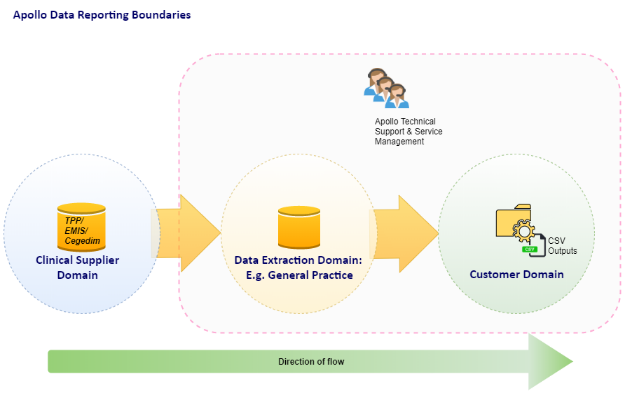 Apollo Data Reporting Boundaries
Apollo Technical
Support & Service
Management
TPP/
EMIS/
Cegedim
Clinical Supplier
Domain
Data Extraction Domain:
E.g. General Practice
CSV
CSV
Outputs
Customer Domain
Direction of flow